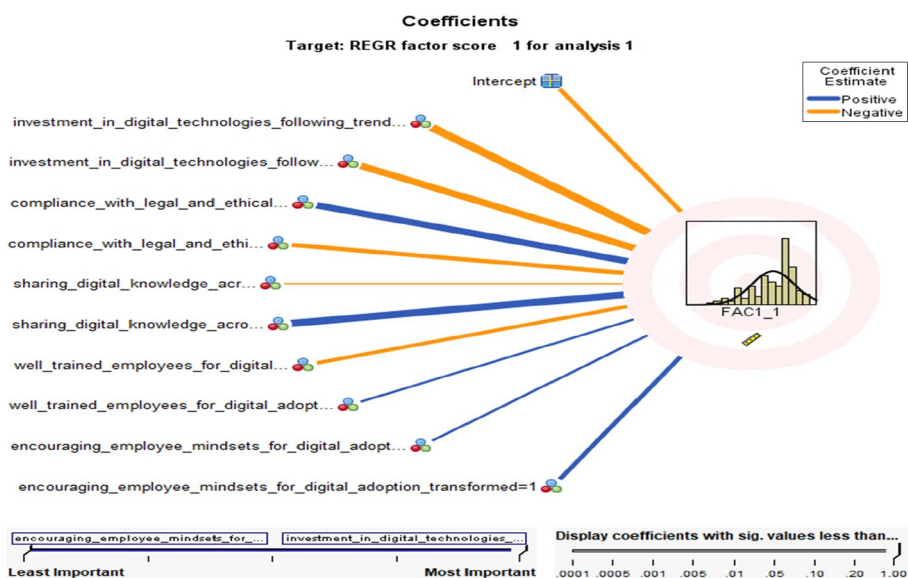 Coefficients
Target: REGR factor score 1 for analysis 1
Intercept
Coefficient
Estimate
Positive
Negative
investment_in_digital_technologies_following_trend...
investment_in_digital_technologies_follow...
compliance_with_legal_and_ethical...
compliance_with_legal_and_ethi...
sharing_digital_knowledge_acr...
sharing_digital_knowledge_acro...
well_trained_employees_for_digital...
well_trained_employees_for_digital_adopt...
encouraging_employee_mindsets_for_digital_adopt...
encouraging_employee_mindsets_for_digital_adoption_transformed=1
FAC1_1
encouraging_employee_mindsets_for_...
investment_in_digital_technologies_...
Least Important
Most Important
Display coefficients with sig. values less than...
.0001 .0005 .001 .005 .01 .05 .10 .20 1.00